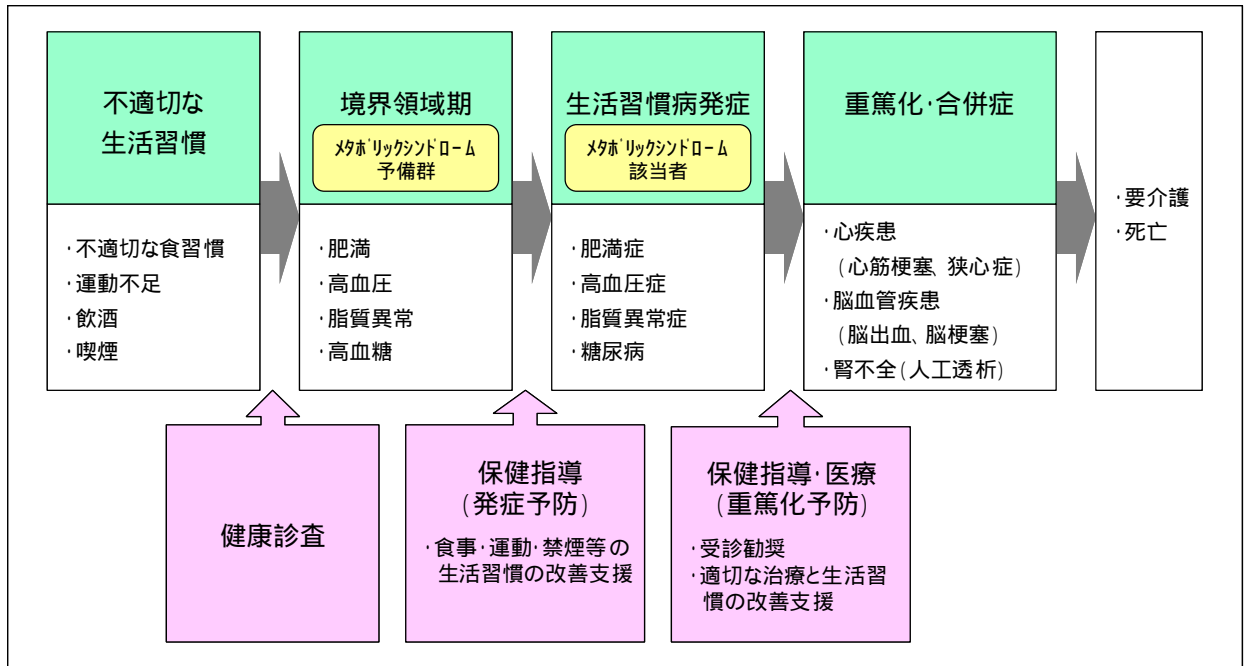 不適切な
生活習慣
・不適切な食習慣
・運動不足
・飲酒
・喫煙
境界領域期
ﾒﾀﾎﾞﾘｯｸｼﾝﾄﾞﾛｰﾑ
予備群
・肥満
・高血圧
・脂質異常
・高血糖
生活習慣病発症
ﾒﾀﾎﾞﾘｯｸｼﾝﾄﾞﾛｰﾑ
該当者
・肥満症
・高血圧症
・脂質異常症
・糖尿病
重篤化・合併症
・心疾患
(心筋梗塞、狭心症)
・脳血管疾患
(脳出血、脳梗塞)
・腎不全(人工透析)
・要介護
・死亡
健康診査
保健指導
(発症予防)
・食事・運動・禁煙等の
生活習慣の改善支援
保健指導・医療
(重篤化予防)
・受診勧奨
・適切な治療と生活習
慣の改善支援